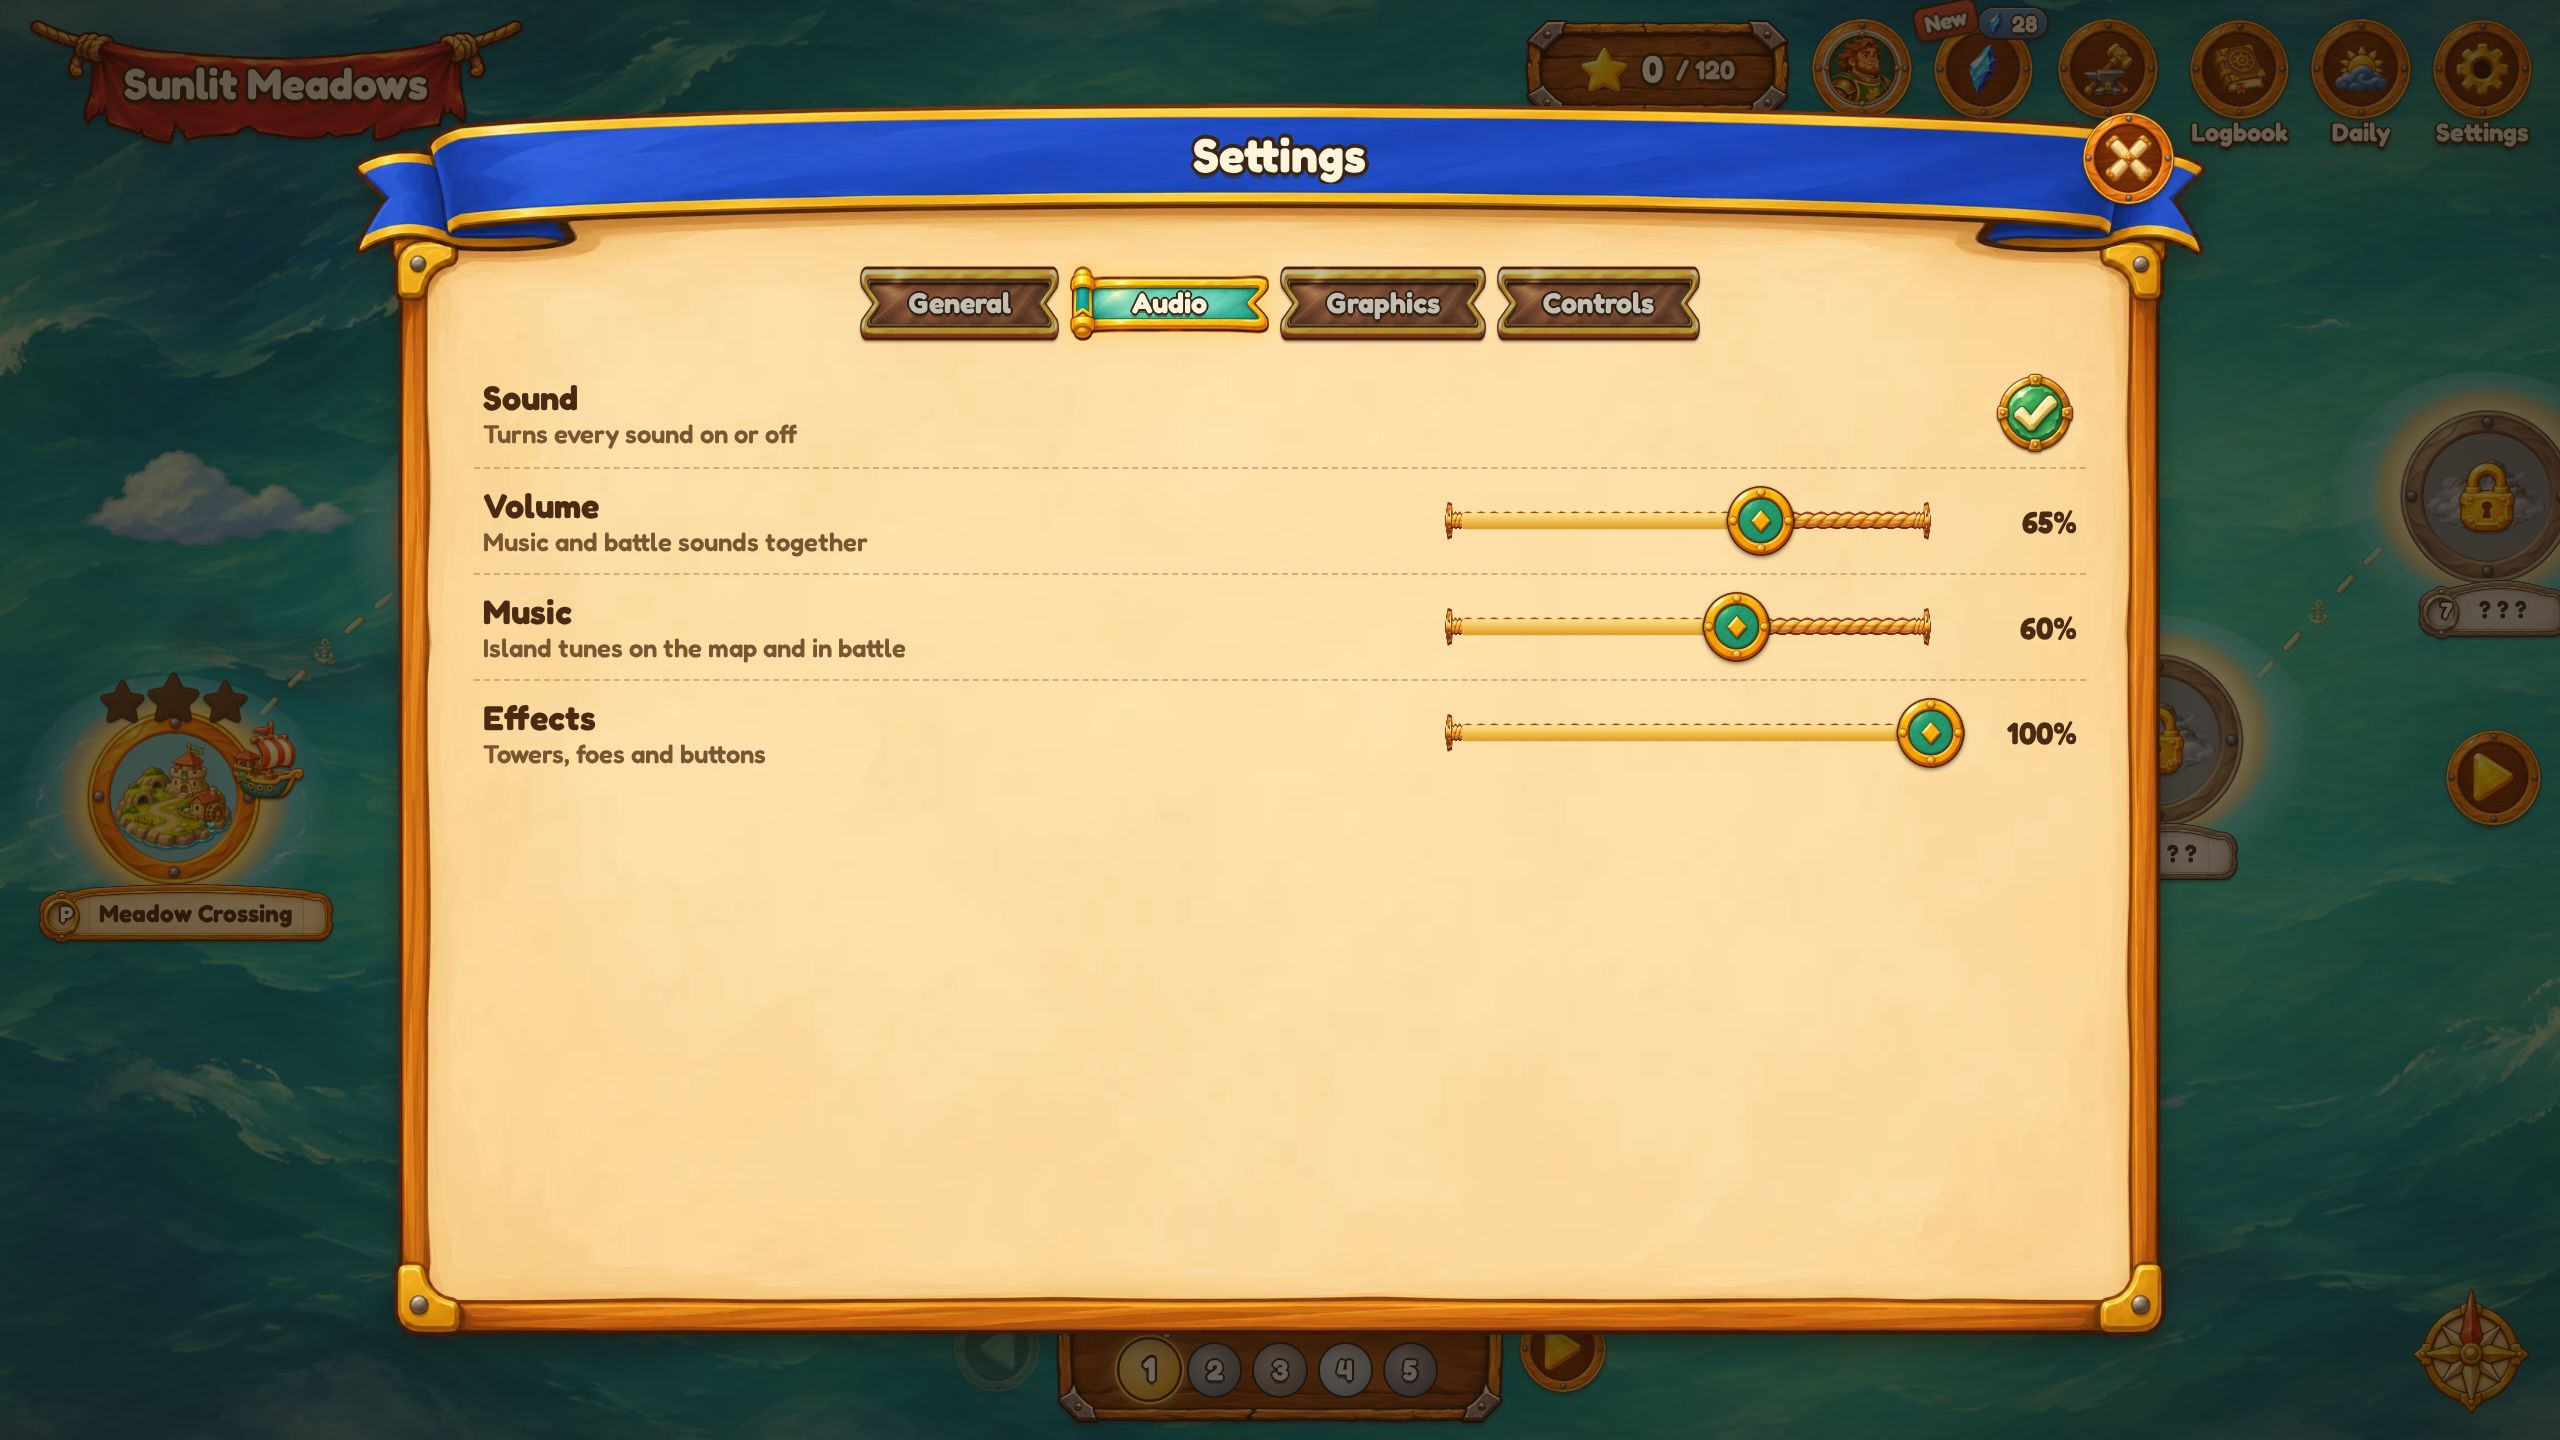 Sunlit Meadows
0 / 120
New
28
Logbook
Daily
Settings
Settings
General
Audio
Graphics
Controls
Sound
Turns every sound on or off
Volume
Music and battle sounds together
65%
Music
Island tunes on the map and in battle
60%
Effects
Towers, foes and buttons
100%
7 ???
??
P Meadow Crossing
1 2 3 4 5